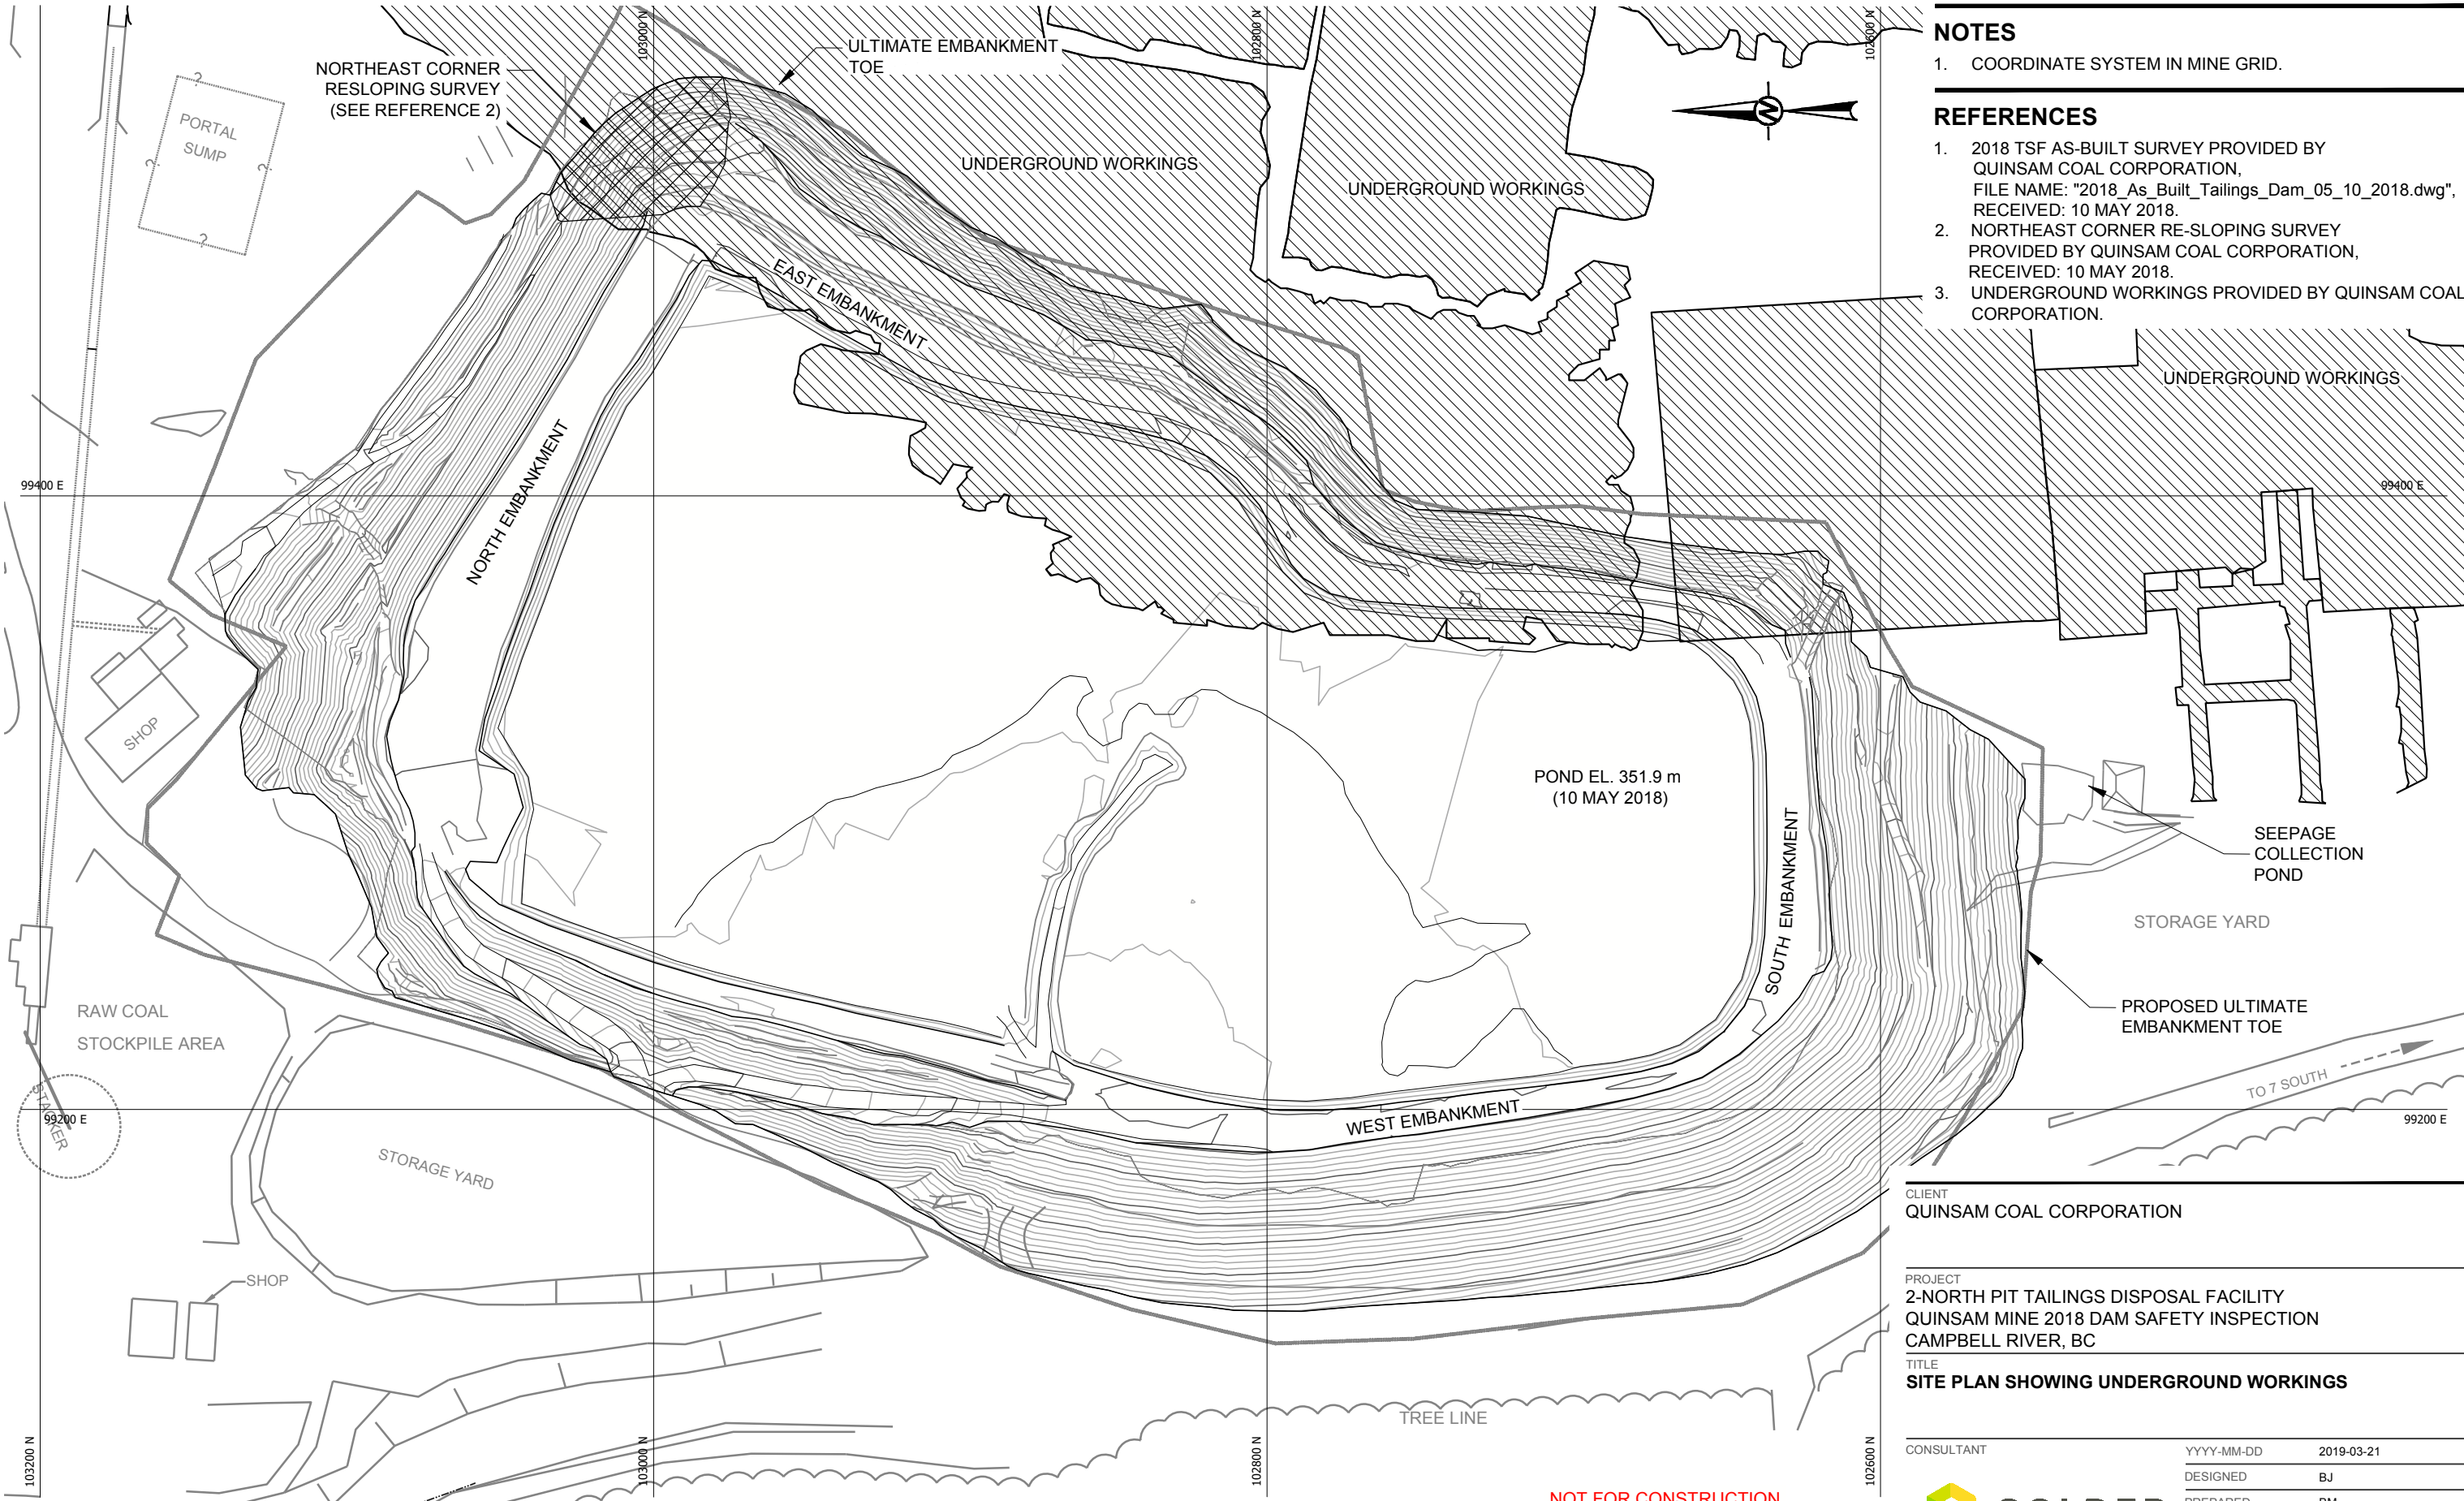 NOTES
1. COORDINATE SYSTEM IN MINE GRID.
REFERENCES
1. 2018 TSF AS-BUILT SURVEY PROVIDED BY
QUINSAM COAL CORPORATION,
FILE NAME: "2018_As_Built_Tailings_Dam_05_10_2018.dwg",
RECEIVED: 10 MAY 2018.
2. NORTHEAST CORNER RE-SLOPING SURVEY
PROVIDED BY QUINSAM COAL CORPORATION,
RECEIVED: 10 MAY 2018.
3. UNDERGROUND WORKINGS PROVIDED BY QUINSAM COAL
CORPORATION.
103000 N
102800 N
102600 N
N
NORTHEAST CORNER
RESLOPING SURVEY
(SEE REFERENCE 2)
ULTIMATE EMBANKMENT
TOE
PORTAL
SUMP
?
?
?
?
UNDERGROUND WORKINGS
UNDERGROUND WORKINGS
UNDERGROUND WORKINGS
EAST EMBANKMENT
NORTH EMBANKMENT
99400 E
99400 E
SHOP
POND EL. 351.9 m
(10 MAY 2018)
SOUTH EMBANKMENT
SEEPAGE
COLLECTION
POND
STORAGE YARD
PROPOSED ULTIMATE
EMBANKMENT TOE
RAW COAL
STOCKPILE AREA
STACKER
99200 E
99200 E
TO 7 SOUTH
WEST EMBANKMENT
STORAGE YARD
SHOP
TREE LINE
103200 N
103000 N
102800 N
102600 N
NOT FOR CONSTRUCTION
CLIENT
QUINSAM COAL CORPORATION
PROJECT
2-NORTH PIT TAILINGS DISPOSAL FACILITY
QUINSAM MINE 2018 DAM SAFETY INSPECTION
CAMPBELL RIVER, BC
TITLE
SITE PLAN SHOWING UNDERGROUND WORKINGS
CONSULTANT
YYYY-MM-DD 2019-03-21
DESIGNED BJ
GOLDER
PREPARED